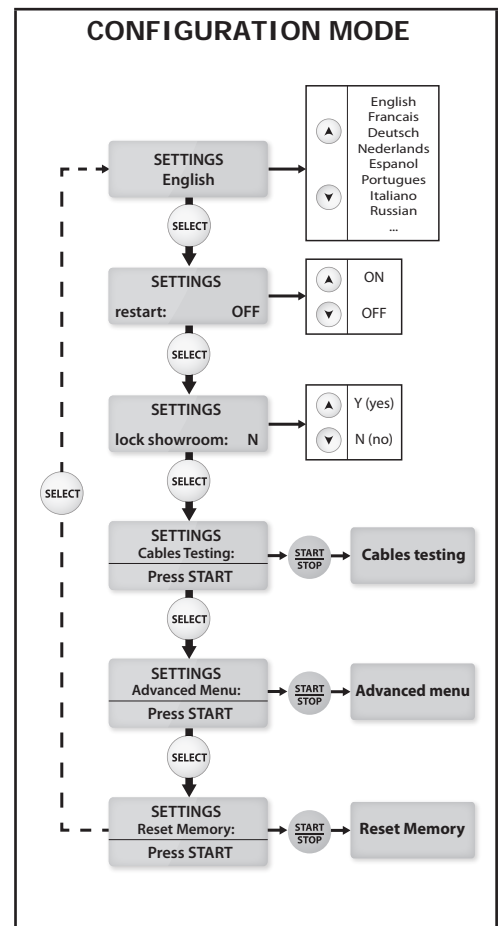 CONFIGURATION MODE
SETTINGS
English
English
Francais
Deutsch
Nederlands
Espanol
Portugues
Italiano
Russian
...
SELECT
SETTINGS
restart: OFF
ON
OFF
SELECT
SETTINGS
lock showroom: N
Y (yes)
N (no)
SELECT
SELECT
SETTINGS
Cables Testing:
Press START
START
STOP
Cables testing
SELECT
SETTINGS
Advanced Menu:
Press START
START
STOP
Advanced menu
SELECT
SETTINGS
Reset Memory:
Press START
START
STOP
Reset Memory